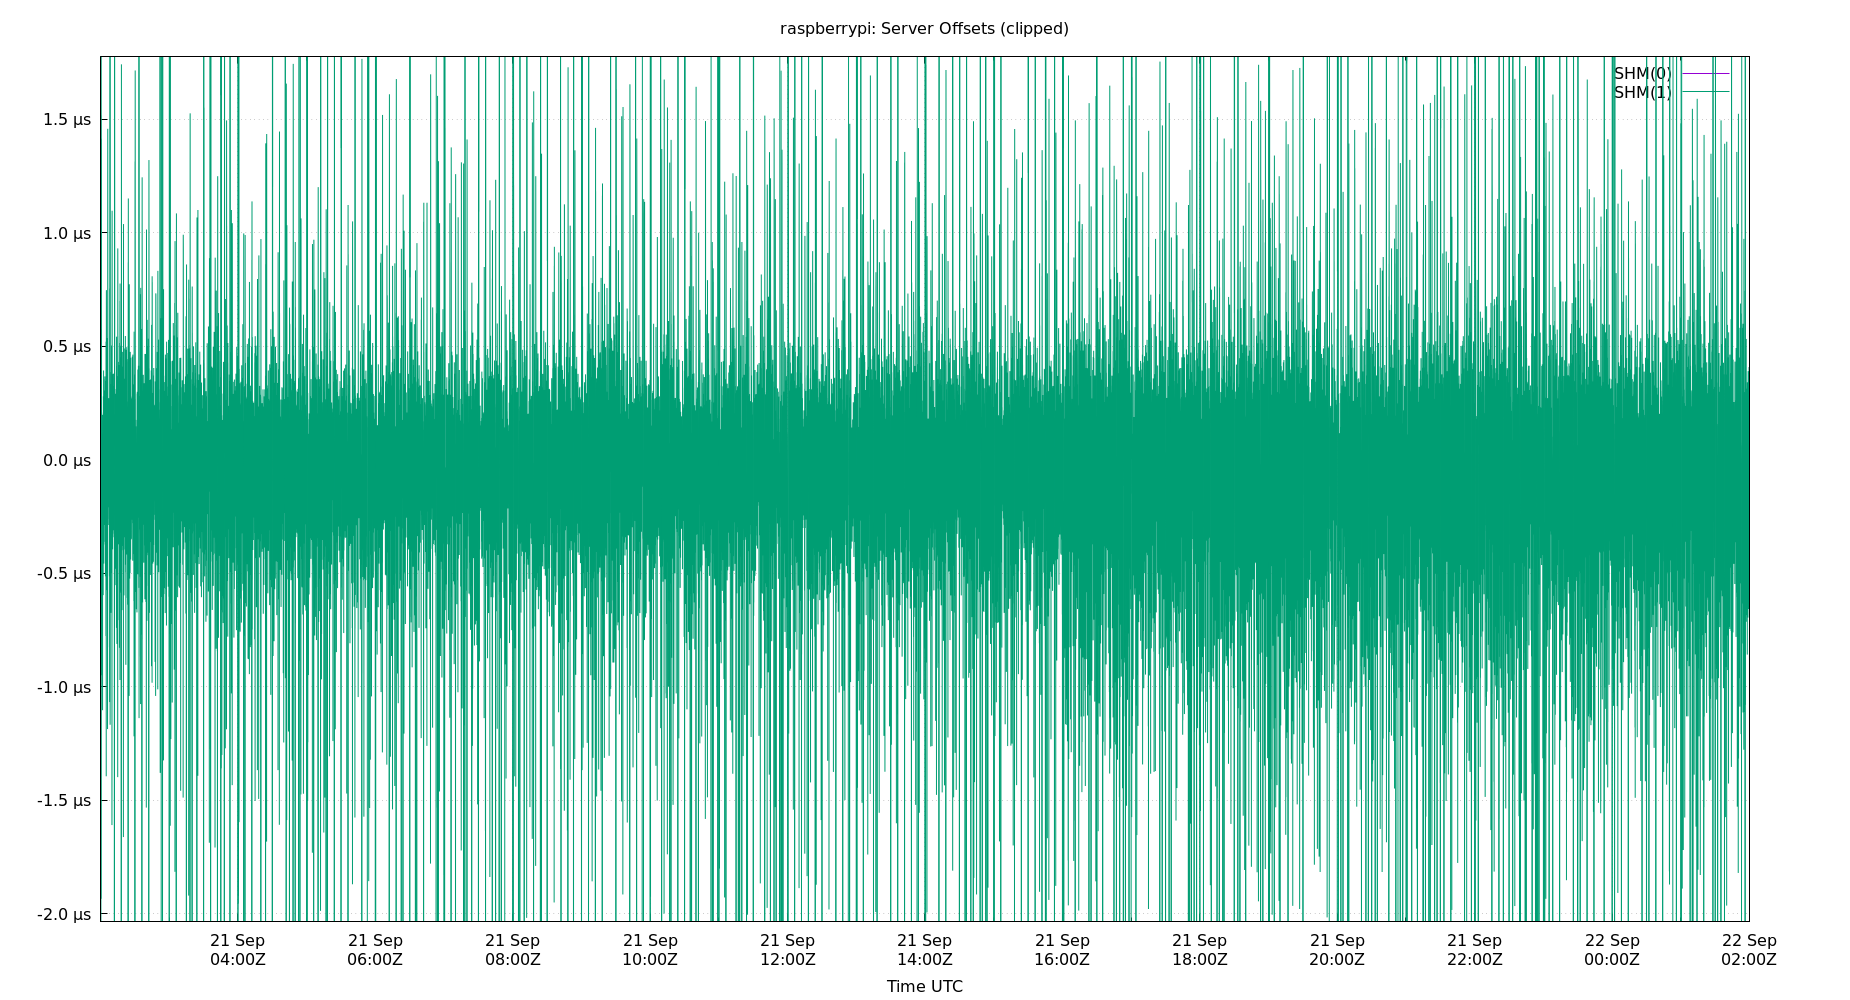 raspberrypi: Server Offsets (clipped)
SHM(0)
SHM(1)
1.5 µs
1.0 µs
0.5 µs
0.0 µs
-0.5 µs
-1.0 µs
-1.5 µs
-2.0 µs
21 Sep 21 Sep 21 Sep 21 Sep 21 Sep 21 Sep 21 Sep 21 Sep 21 Sep 21 Sep 22 Sep 22 Sep
04:00Z 06:00Z 08:00Z 10:00Z 12:00Z 14:00Z 16:00Z 18:00Z 20:00Z 22:00Z 00:00Z 02:00Z
Time UTC